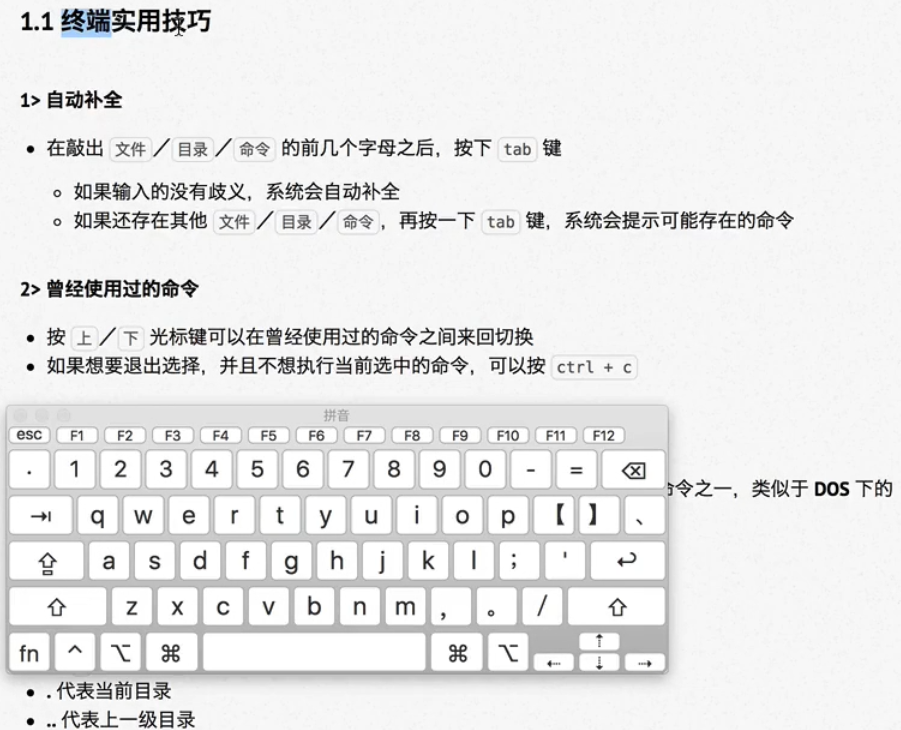 1.1 终端实用技巧
1> 自动补全
• 在敲出 文件／目录／命令 的前几个字母之后，按下 tab 键
◦ 如果输入的没有歧义，系统会自动补全
◦ 如果还存在其他 文件／目录／命令，再按一下 tab 键，系统会提示可能存在的命令
2> 曾经使用过的命令
• 按 上／下 光标键可以在曾经使用过的命令之间来回切换
• 如果想要退出选择，并且不想执行当前选中的命令，可以按 ctrl + c
拼音
esc F1 F2 F3 F4 F5 F6 F7 F8 F9 F10 F11 F12
. 1 2 3 4 5 6 7 8 9 0 - =
令之一，类似于 DOS 下的
q w e r t y u i o p 【 】 、
a s d f g h j k l ; '
z x c v b n m , 。 /
fn ^ ⌥ ⌘ ⌘ ⌥
• . 代表当前目录
• .. 代表上一级目录